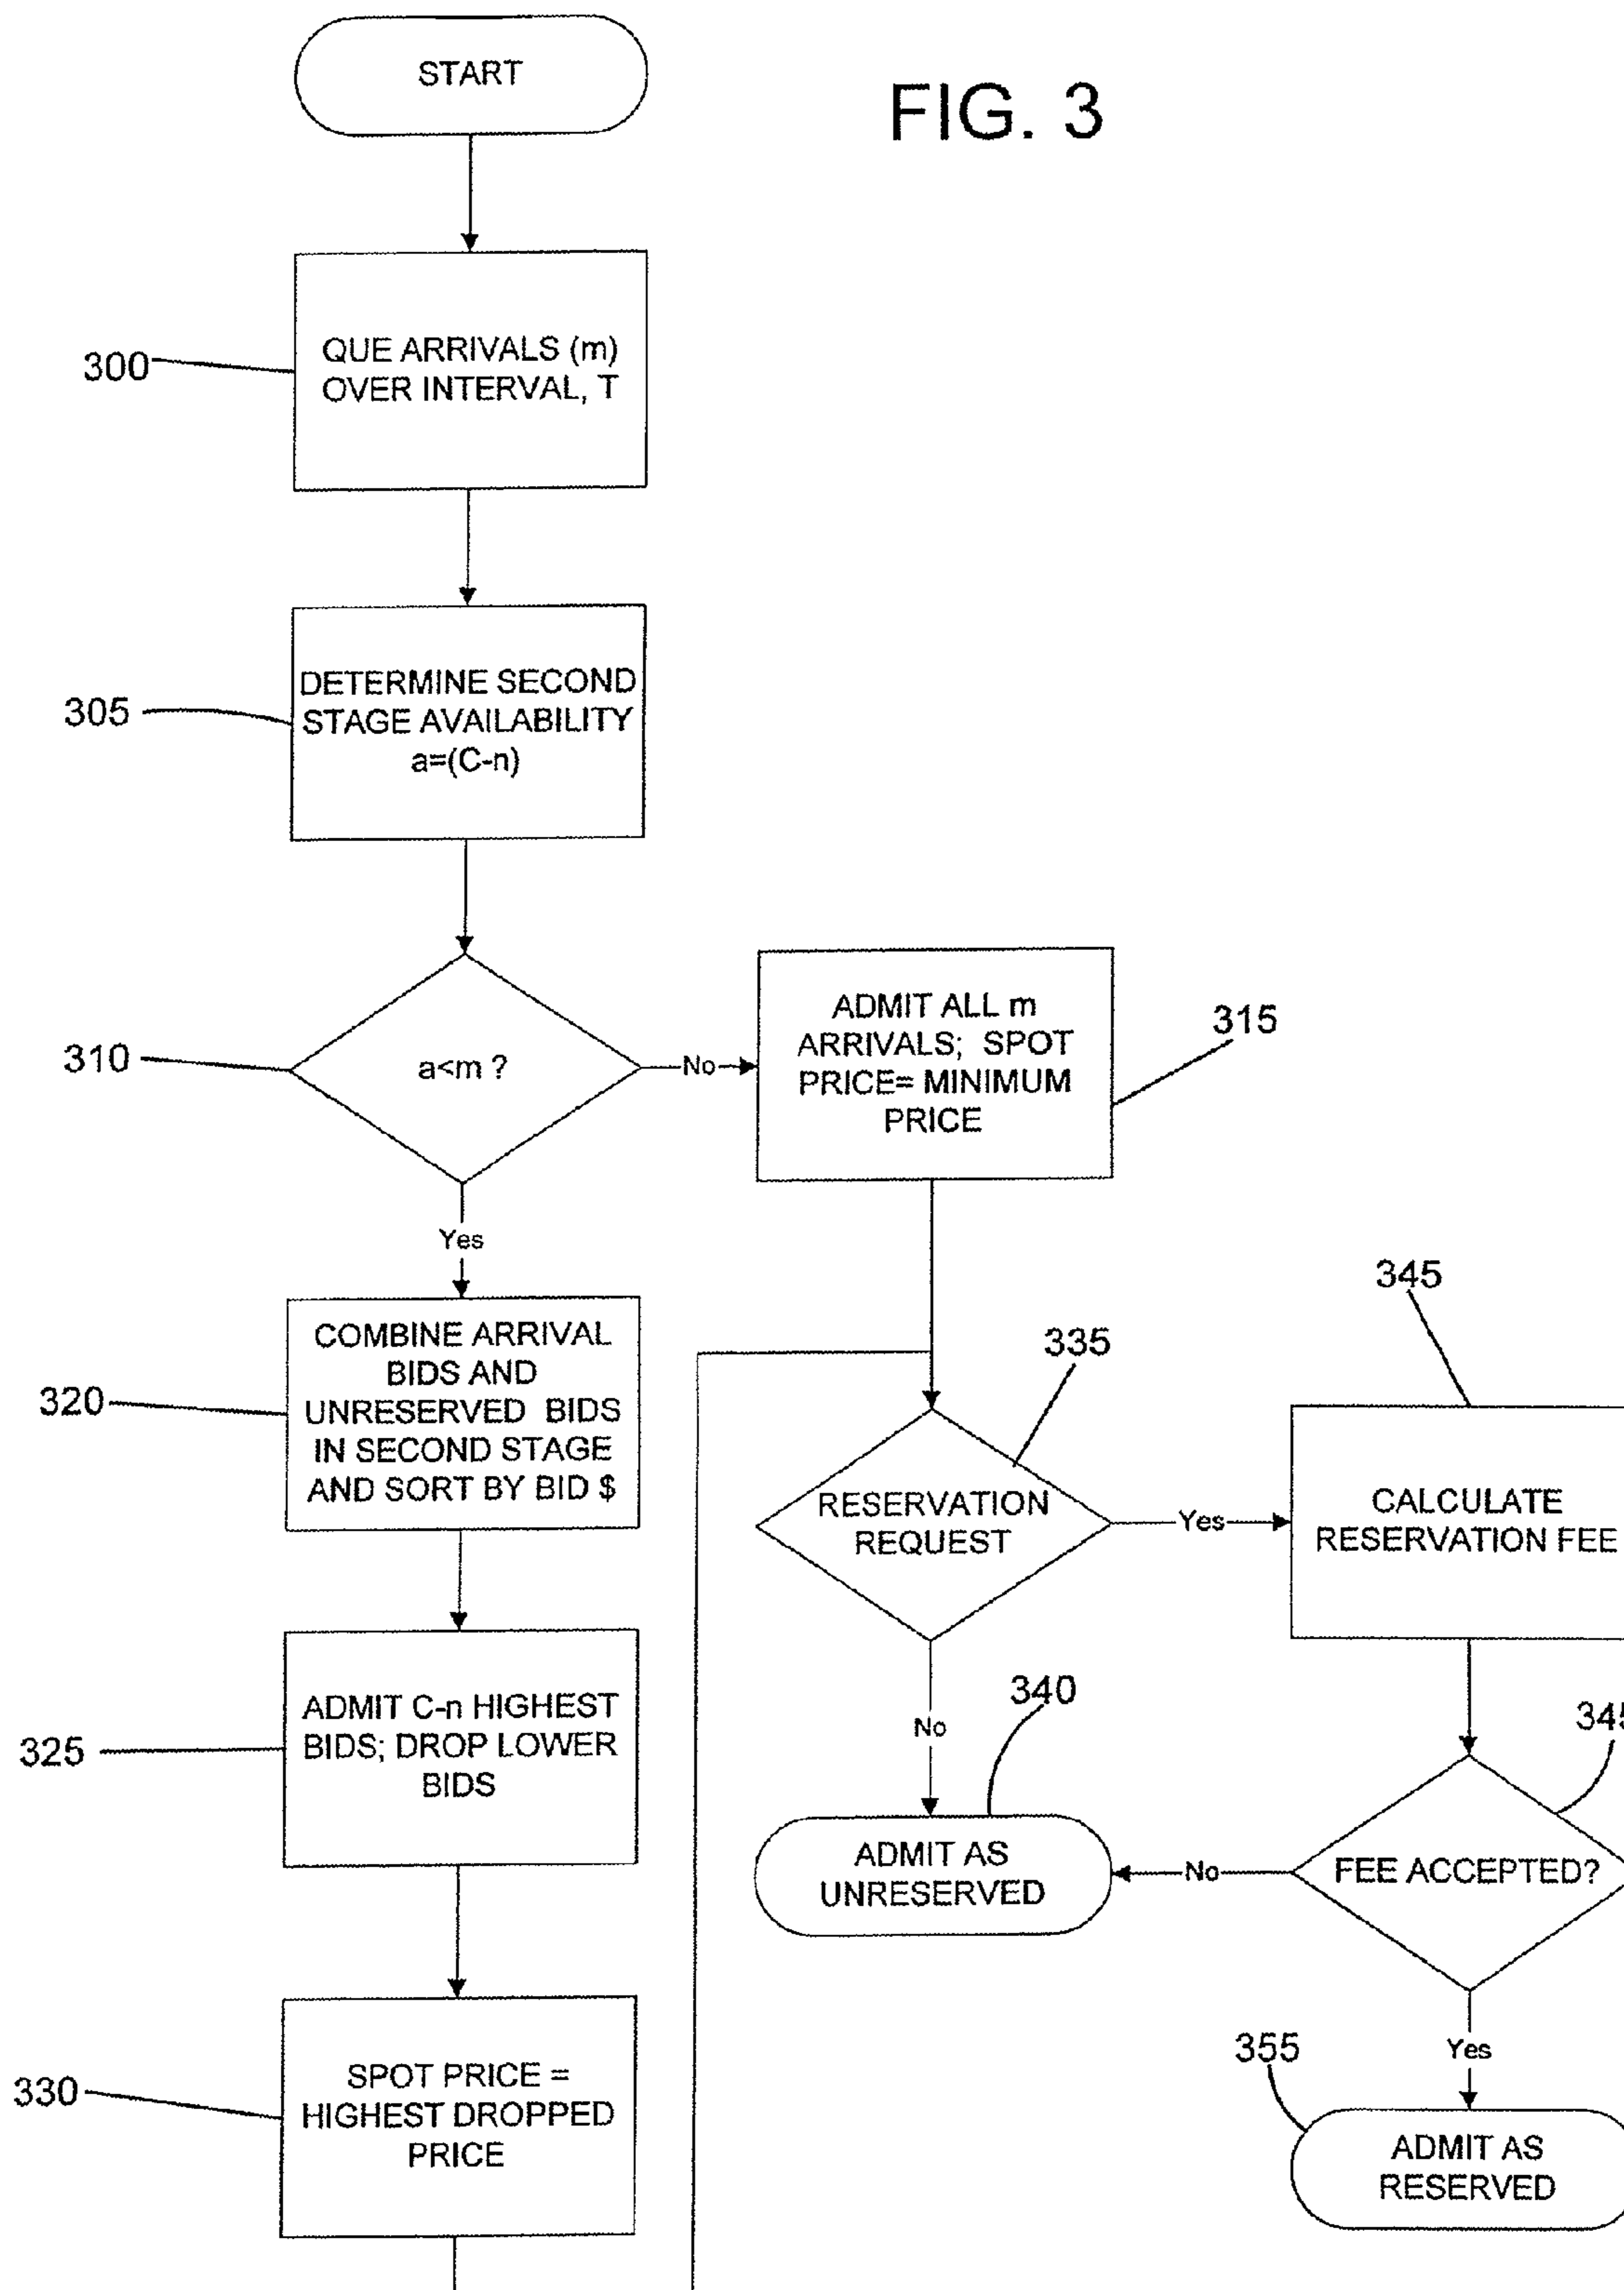 START
FIG. 3
300
QUE ARRIVALS (m)
OVER INTERVAL, T
305
DETERMINE SECOND
STAGE AVAILABILITY
a=(C-n)
310
a<m ?
No
ADMIT ALL m
ARRIVALS; SPOT
PRICE= MINIMUM
PRICE
315
Yes
320
COMBINE ARRIVAL
BIDS AND
UNRESERVED BIDS
IN SECOND STAGE
AND SORT BY BID $
335
RESERVATION
REQUEST
Yes
345
CALCULATE
RESERVATION FEE
325
ADMIT C-n HIGHEST
BIDS; DROP LOWER
BIDS
No
340
ADMIT AS
UNRESERVED
No
345
FEE ACCEPTED?
330
SPOT PRICE =
HIGHEST DROPPED
PRICE
Yes
355
ADMIT AS
RESERVED